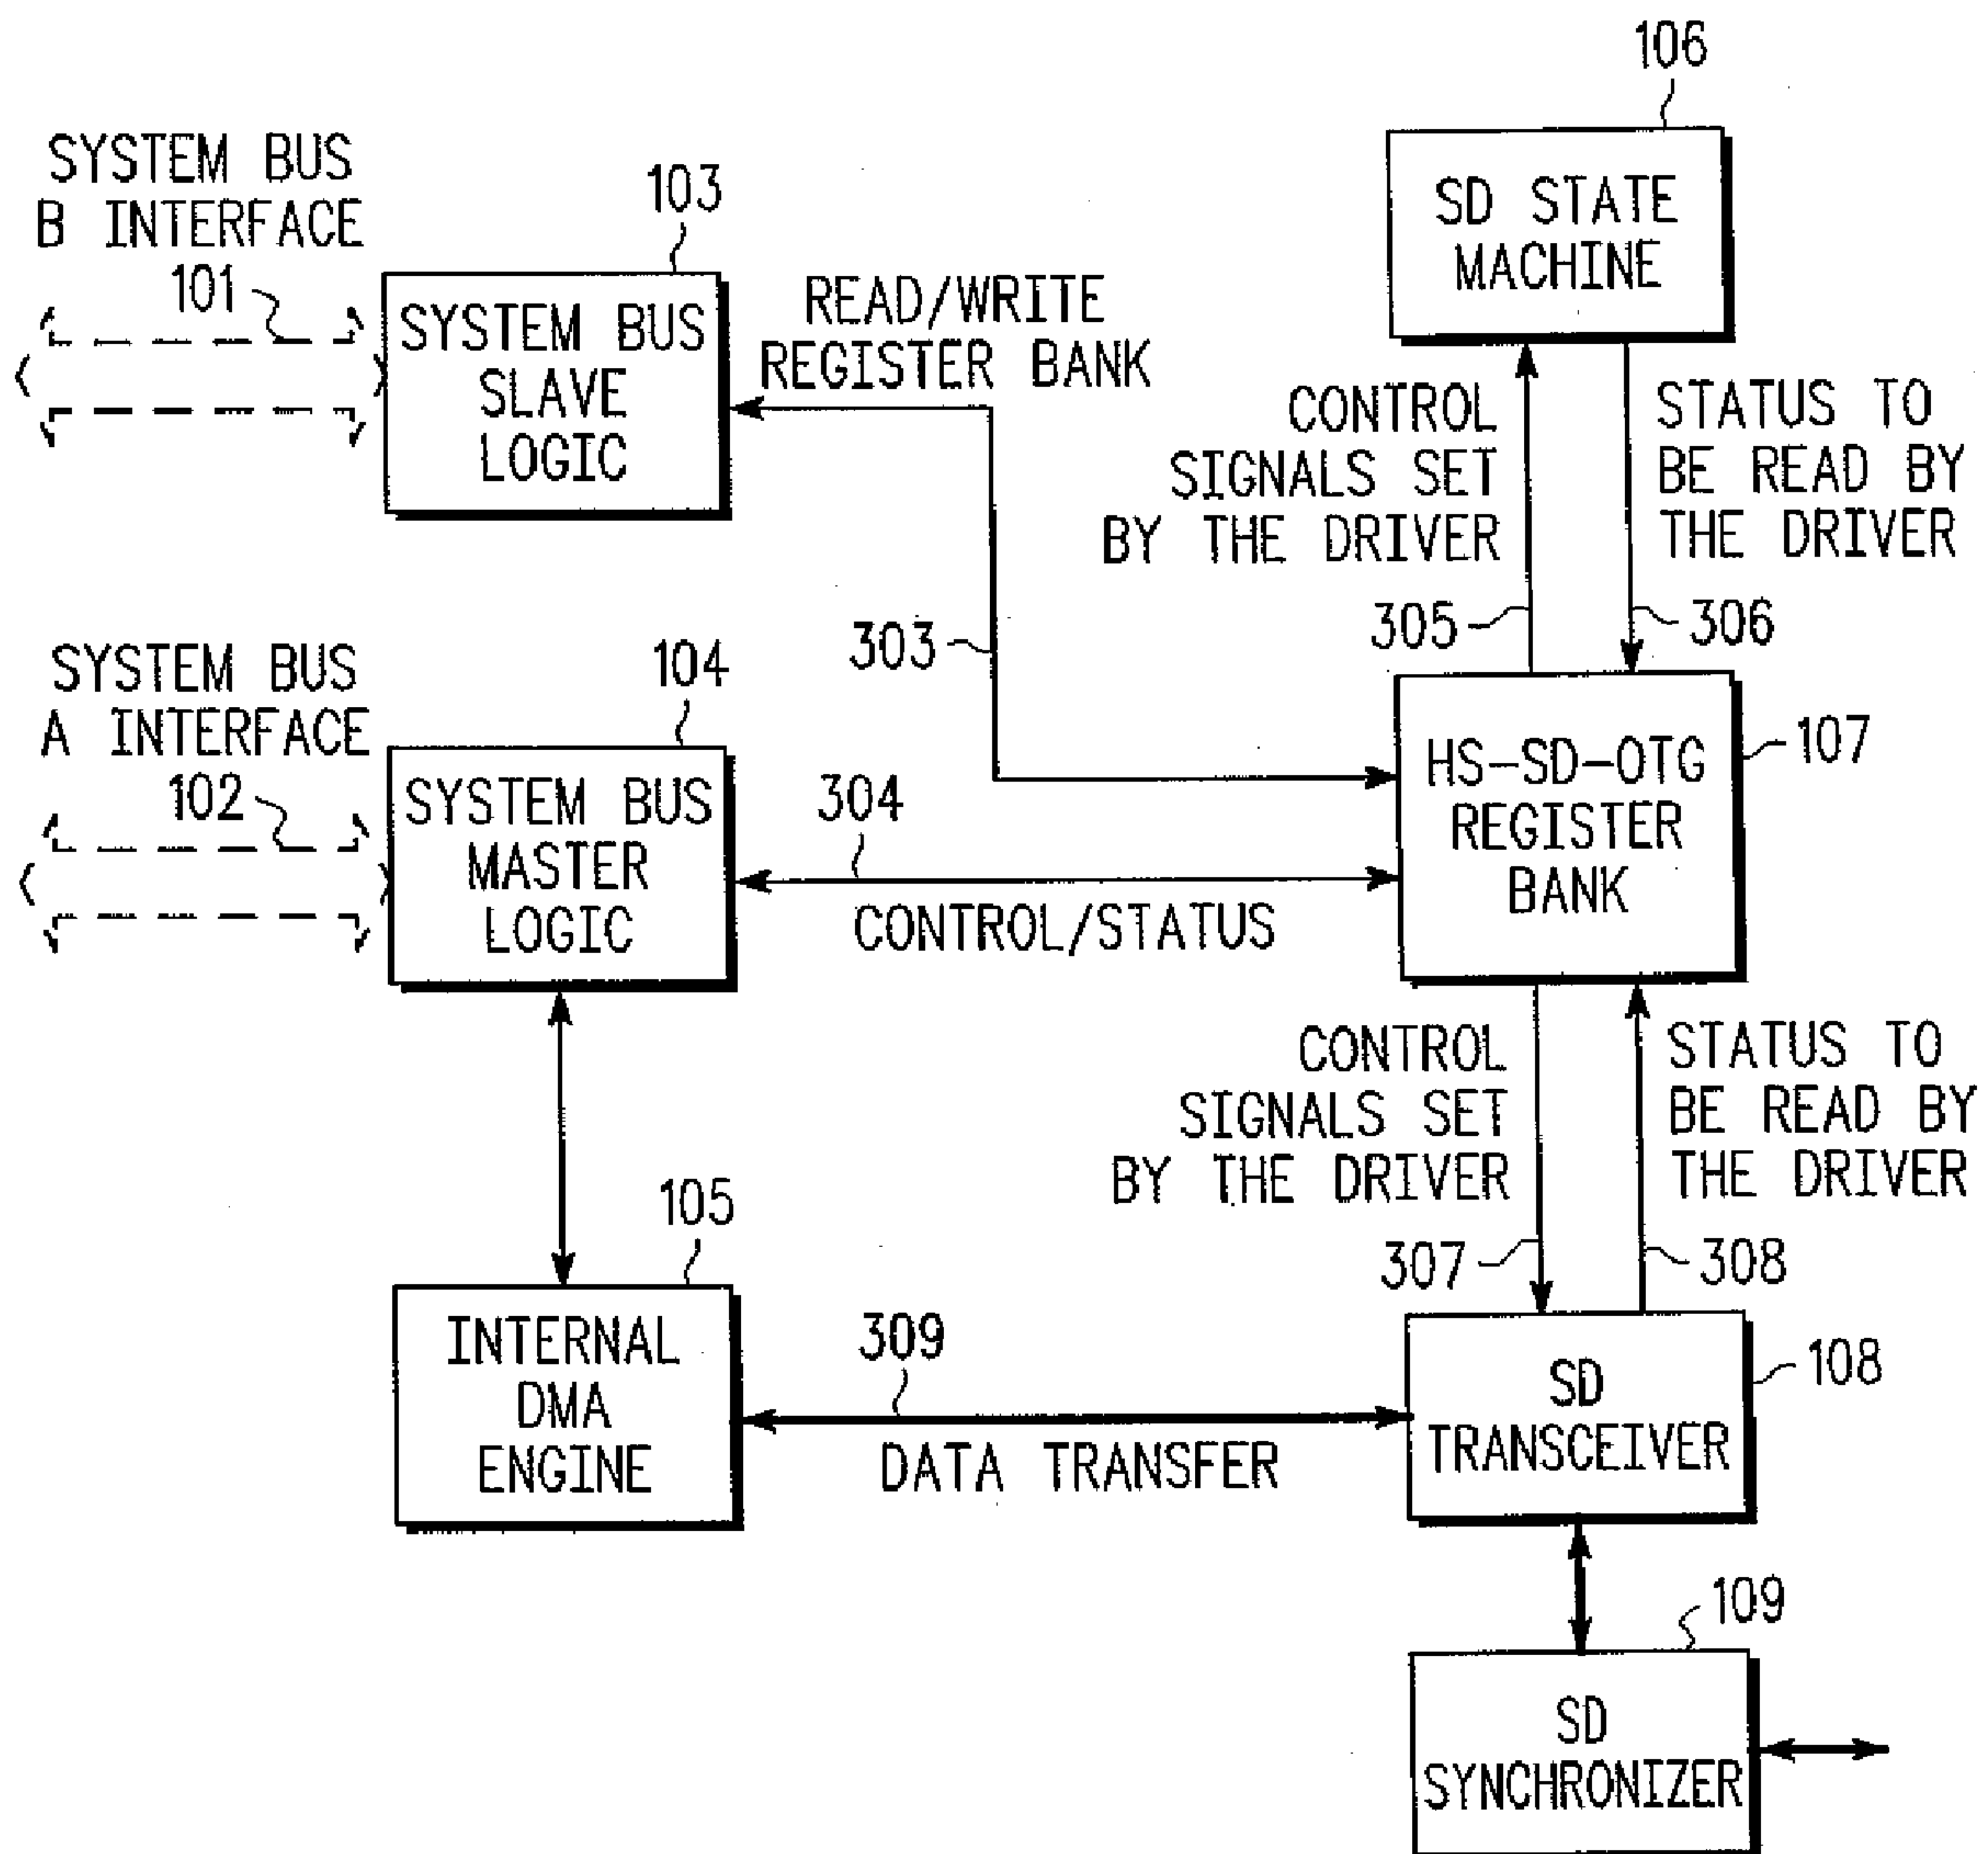 106
SYSTEM BUS
B INTERFACE
101
103
SYSTEM BUS
SLAVE
LOGIC
READ/WRITE
REGISTER BANK
SD STATE
MACHINE
CONTROL
SIGNALS SET
BY THE DRIVER
STATUS TO
BE READ BY
THE DRIVER
305
306
303
SYSTEM BUS
A INTERFACE
102
104
SYSTEM BUS
MASTER
LOGIC
304
CONTROL/STATUS
HS-SD-OTG
REGISTER
BANK
107
CONTROL
SIGNALS SET
BY THE DRIVER
STATUS TO
BE READ BY
THE DRIVER
307
308
105
INTERNAL
DMA
ENGINE
309
DATA TRANSFER
SD
TRANSCEIVER
108
109
SD
SYNCHRONIZER